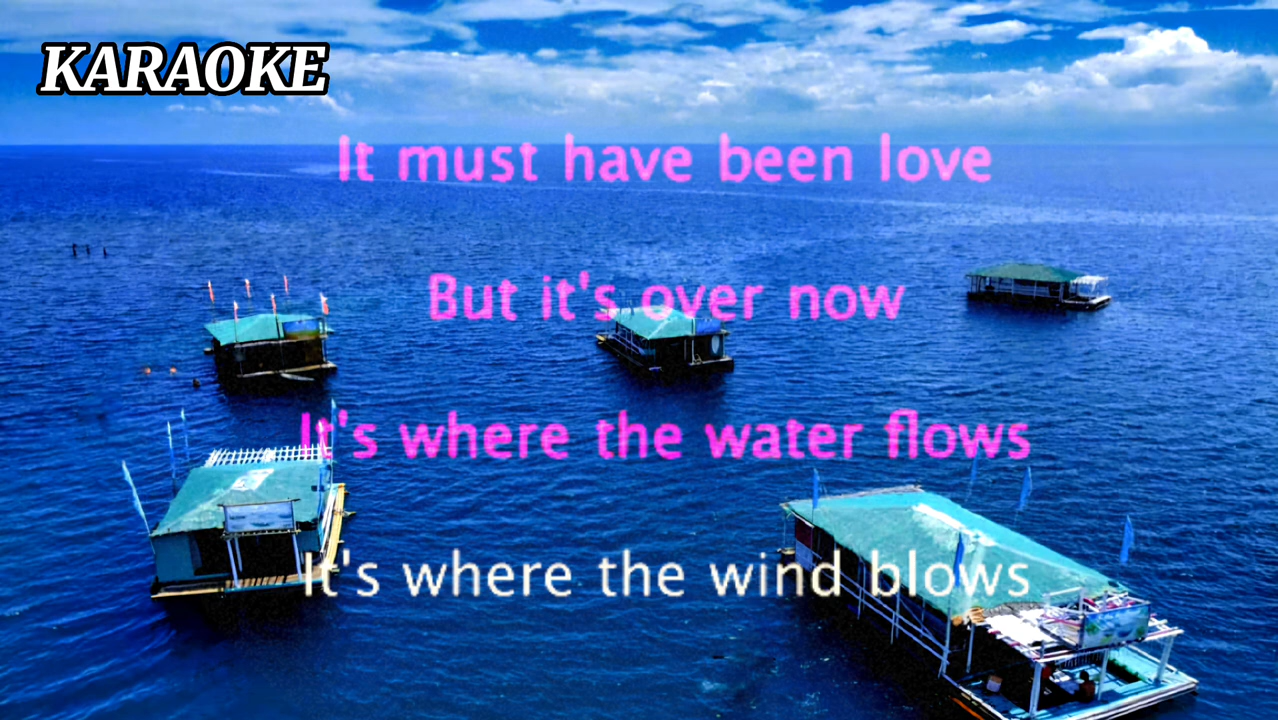 KARAOKE
It must have been love
But it's over now
It's where the water flows
It's where the wind blows